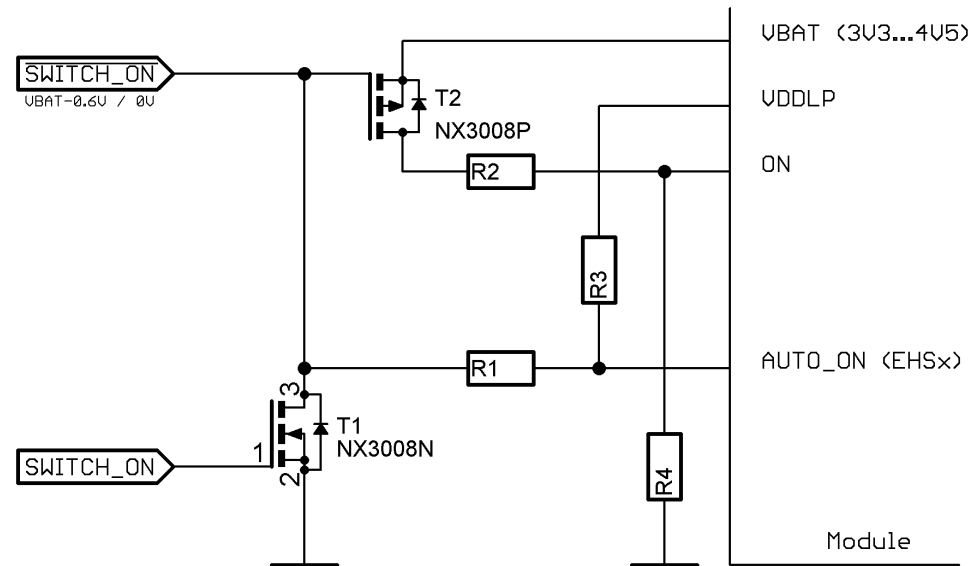 VBAT (3V3...4V5)
SWITCH_ON
VBAT-0.6V / 0V
T2
VDDLP
NX3008P
R2
ON
R3
R1
AUTO_ON (EHSx)
3
T1
1
NX3008N
SWITCH_ON
2
R4
Module